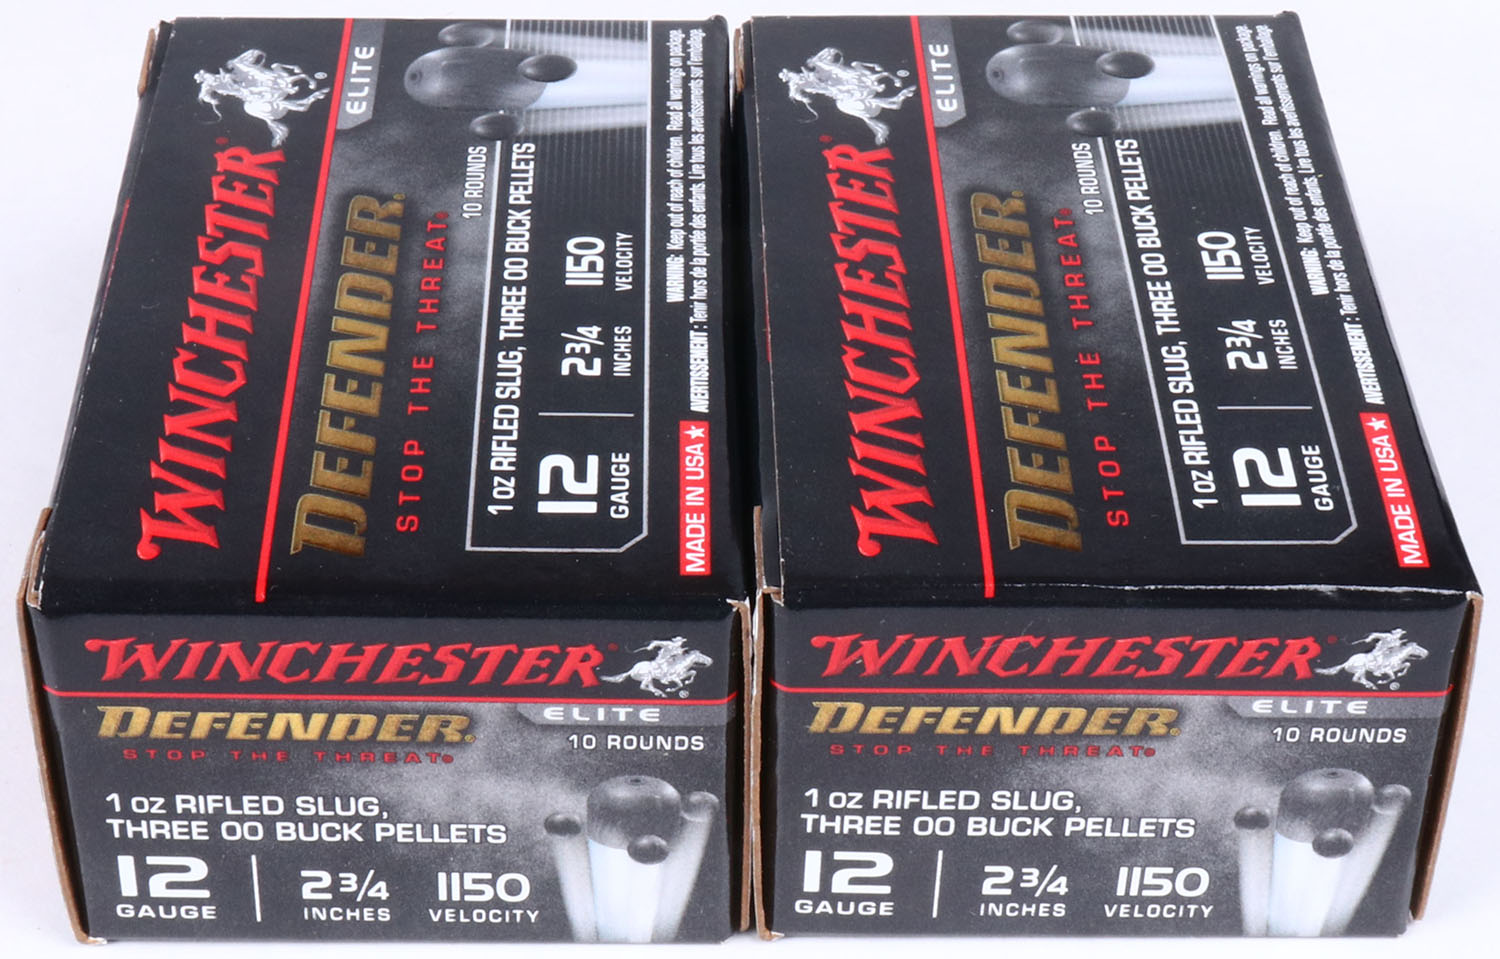 WINCHESTER®
ELITE
DEFENDER®
STOP THE THREAT®
10 ROUNDS
1 OZ RIFLED SLUG, THREE 00 BUCK PELLETS
12 GAUGE
2 3/4 INCHES
1150 VELOCITY
MADE IN USA ★
WARNING: Keep out of reach of children. Read all warnings on package.
AVERTISSEMENT : Tenir hors de la portée des enfants. Lire tous les avertissements sur l'emballage.
WINCHESTER®
ELITE
DEFENDER®
STOP THE THREAT®
10 ROUNDS
1 OZ RIFLED SLUG, THREE 00 BUCK PELLETS
12 GAUGE
2 3/4 INCHES
1150 VELOCITY
MADE IN USA ★
WARNING: Keep out of reach of children. Read all warnings on package.
AVERTISSEMENT : Tenir hors de la portée des enfants. Lire tous les avertissements sur l'emballage.
WINCHESTER®
DEFENDER®
ELITE
STOP THE THREAT®
10 ROUNDS
1 OZ RIFLED SLUG,
THREE 00 BUCK PELLETS
12 2 3/4 1150
GAUGE INCHES VELOCITY
WINCHESTER®
DEFENDER®
ELITE
STOP THE THREAT®
10 ROUNDS
1 OZ RIFLED SLUG,
THREE 00 BUCK PELLETS
12 2 3/4 1150
GAUGE INCHES VELOCITY